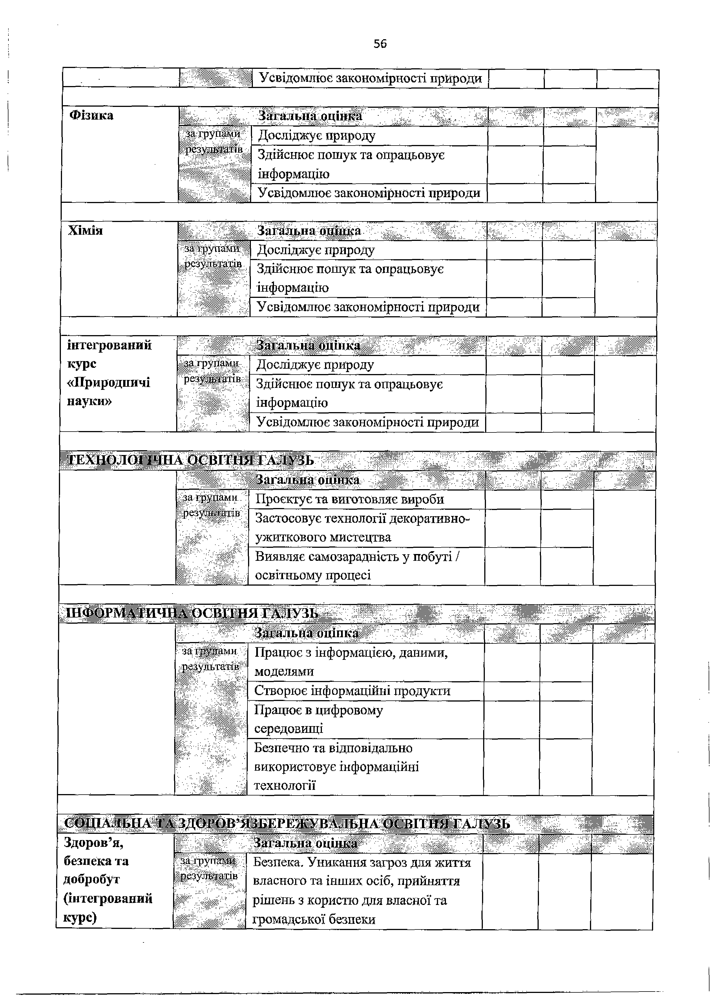 56
Усвідомлює закономірності природи
Фізика
Загальна оцінка
за групами
результатів
Досліджує природу
Здійснює пошук та опрацьовує
інформацію
Усвідомлює закономірності природи
Хімія
Загальна оцінка
за групами
результатів
Досліджує природу
Здійснює пошук та опрацьовує
інформацію
Усвідомлює закономірності природи
інтегрований
курс
«Природничі
науки»
Загальна оцінка
за групами
результатів
Досліджує природу
Здійснює пошук та опрацьовує
інформацію
Усвідомлює закономірності природи
ТЕХНОЛОГІЧНА ОСВІТНЯ ГАЛУЗЬ
Загальна оцінка
за групами
результатів
Проєктує та виготовляє вироби
Застосовує технології декоративно-
ужиткового мистецтва
Виявляє самозарадність у побуті /
освітньому процесі
ІНФОРМАТИЧНА ОСВІТНЯ ГАЛУЗЬ
Загальна оцінка
за групами
результатів
Працює з інформацією, даними,
моделями
Створює інформаційні продукти
Працює в цифровому
середовищі
Безпечно та відповідально
використовує інформаційні
технології
СОЦІАЛЬНА ТА ЗДОРОВ’ЯЗБЕРЕЖУВАЛЬНА ОСВІТНЯ ГАЛУЗЬ
Здоров’я,
безпека та
добробут
(інтегрований
курс)
Загальна оцінка
за групами
результатів
Безпека. Уникання загроз для життя
власного та інших осіб, прийняття
рішень з користю для власної та
громадської безпеки